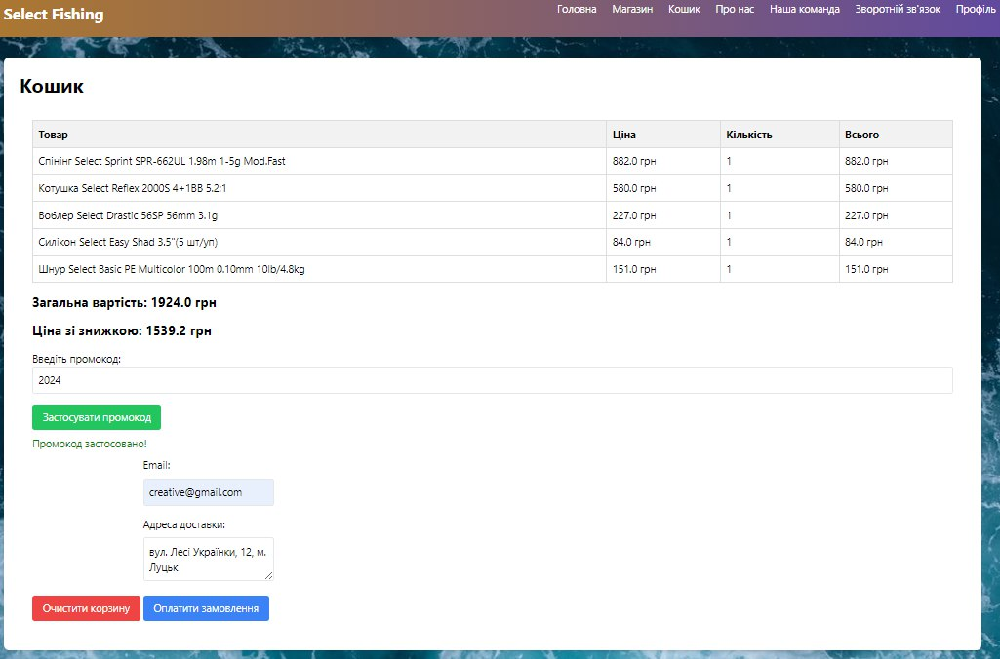 Select Fishing
Головна Магазин Кошик Про нас Наша команда Зворотній зв'язок Профіль
Кошик
Товар Ціна Кількість Всього
Спінінг Select Sprint SPR-662UL 1.98m 1-5g Mod.Fast 882.0 грн 1 882.0 грн
Котушка Select Reflex 2000S 4+1BB 5.2:1 580.0 грн 1 580.0 грн
Воблер Select Drastic 56SP 56mm 3.1g 227.0 грн 1 227.0 грн
Силікон Select Easy Shad 3.5"(5 шт/уп) 84.0 грн 1 84.0 грн
Шнур Select Basic PE Multicolor 100m 0.10mm 10lb/4.8kg 151.0 грн 1 151.0 грн
Загальна вартість: 1924.0 грн
Ціна зі знижкою: 1539.2 грн
Введіть промокод:
2024
Застосувати промокод
Промокод застосовано!
Email:
creative@gmail.com
Адреса доставки:
вул. Лесі Українки, 12, м.
Луцьк
Очистити корзину Оплатити замовлення